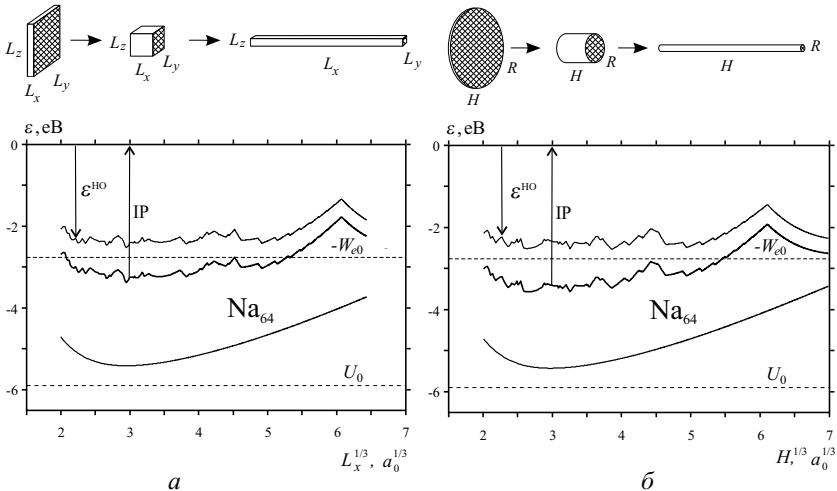 L_z L_x L_y L_z L_x L_y L_z L_x L_y H R H R H R
ε, eB ε, eB
0 0
ε^HO IP ε^HO IP
-2 -2
-W_e0 -W_e0
-4 Na_64 -4 Na_64
U_0 U_0
-6 -6
2 3 4 5 6 7 2 3 4 5 6 7
L_x^1/3, a_0^1/3 H,^1/3 a_0^1/3
а б